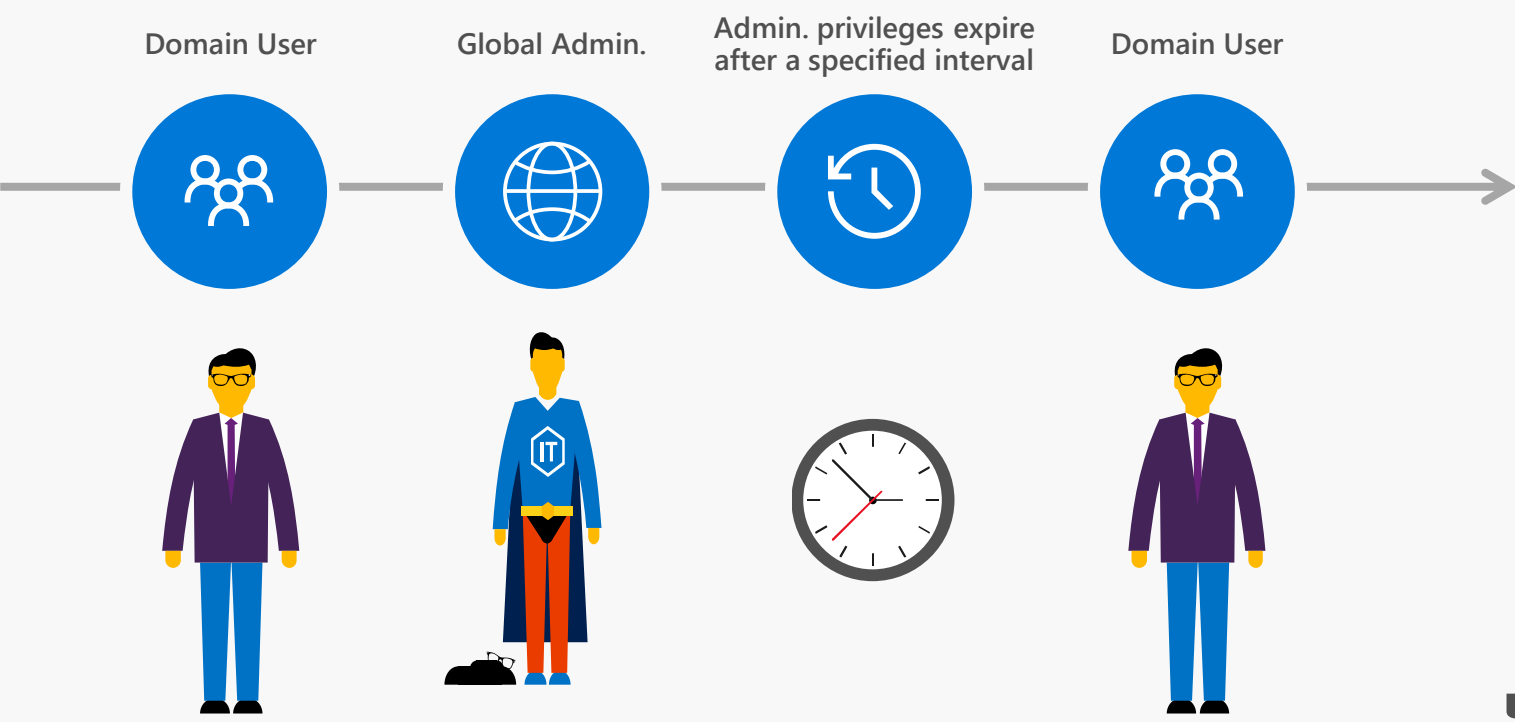 Domain User
Global Admin.
Admin. privileges expire
after a specified interval
Domain User
IT